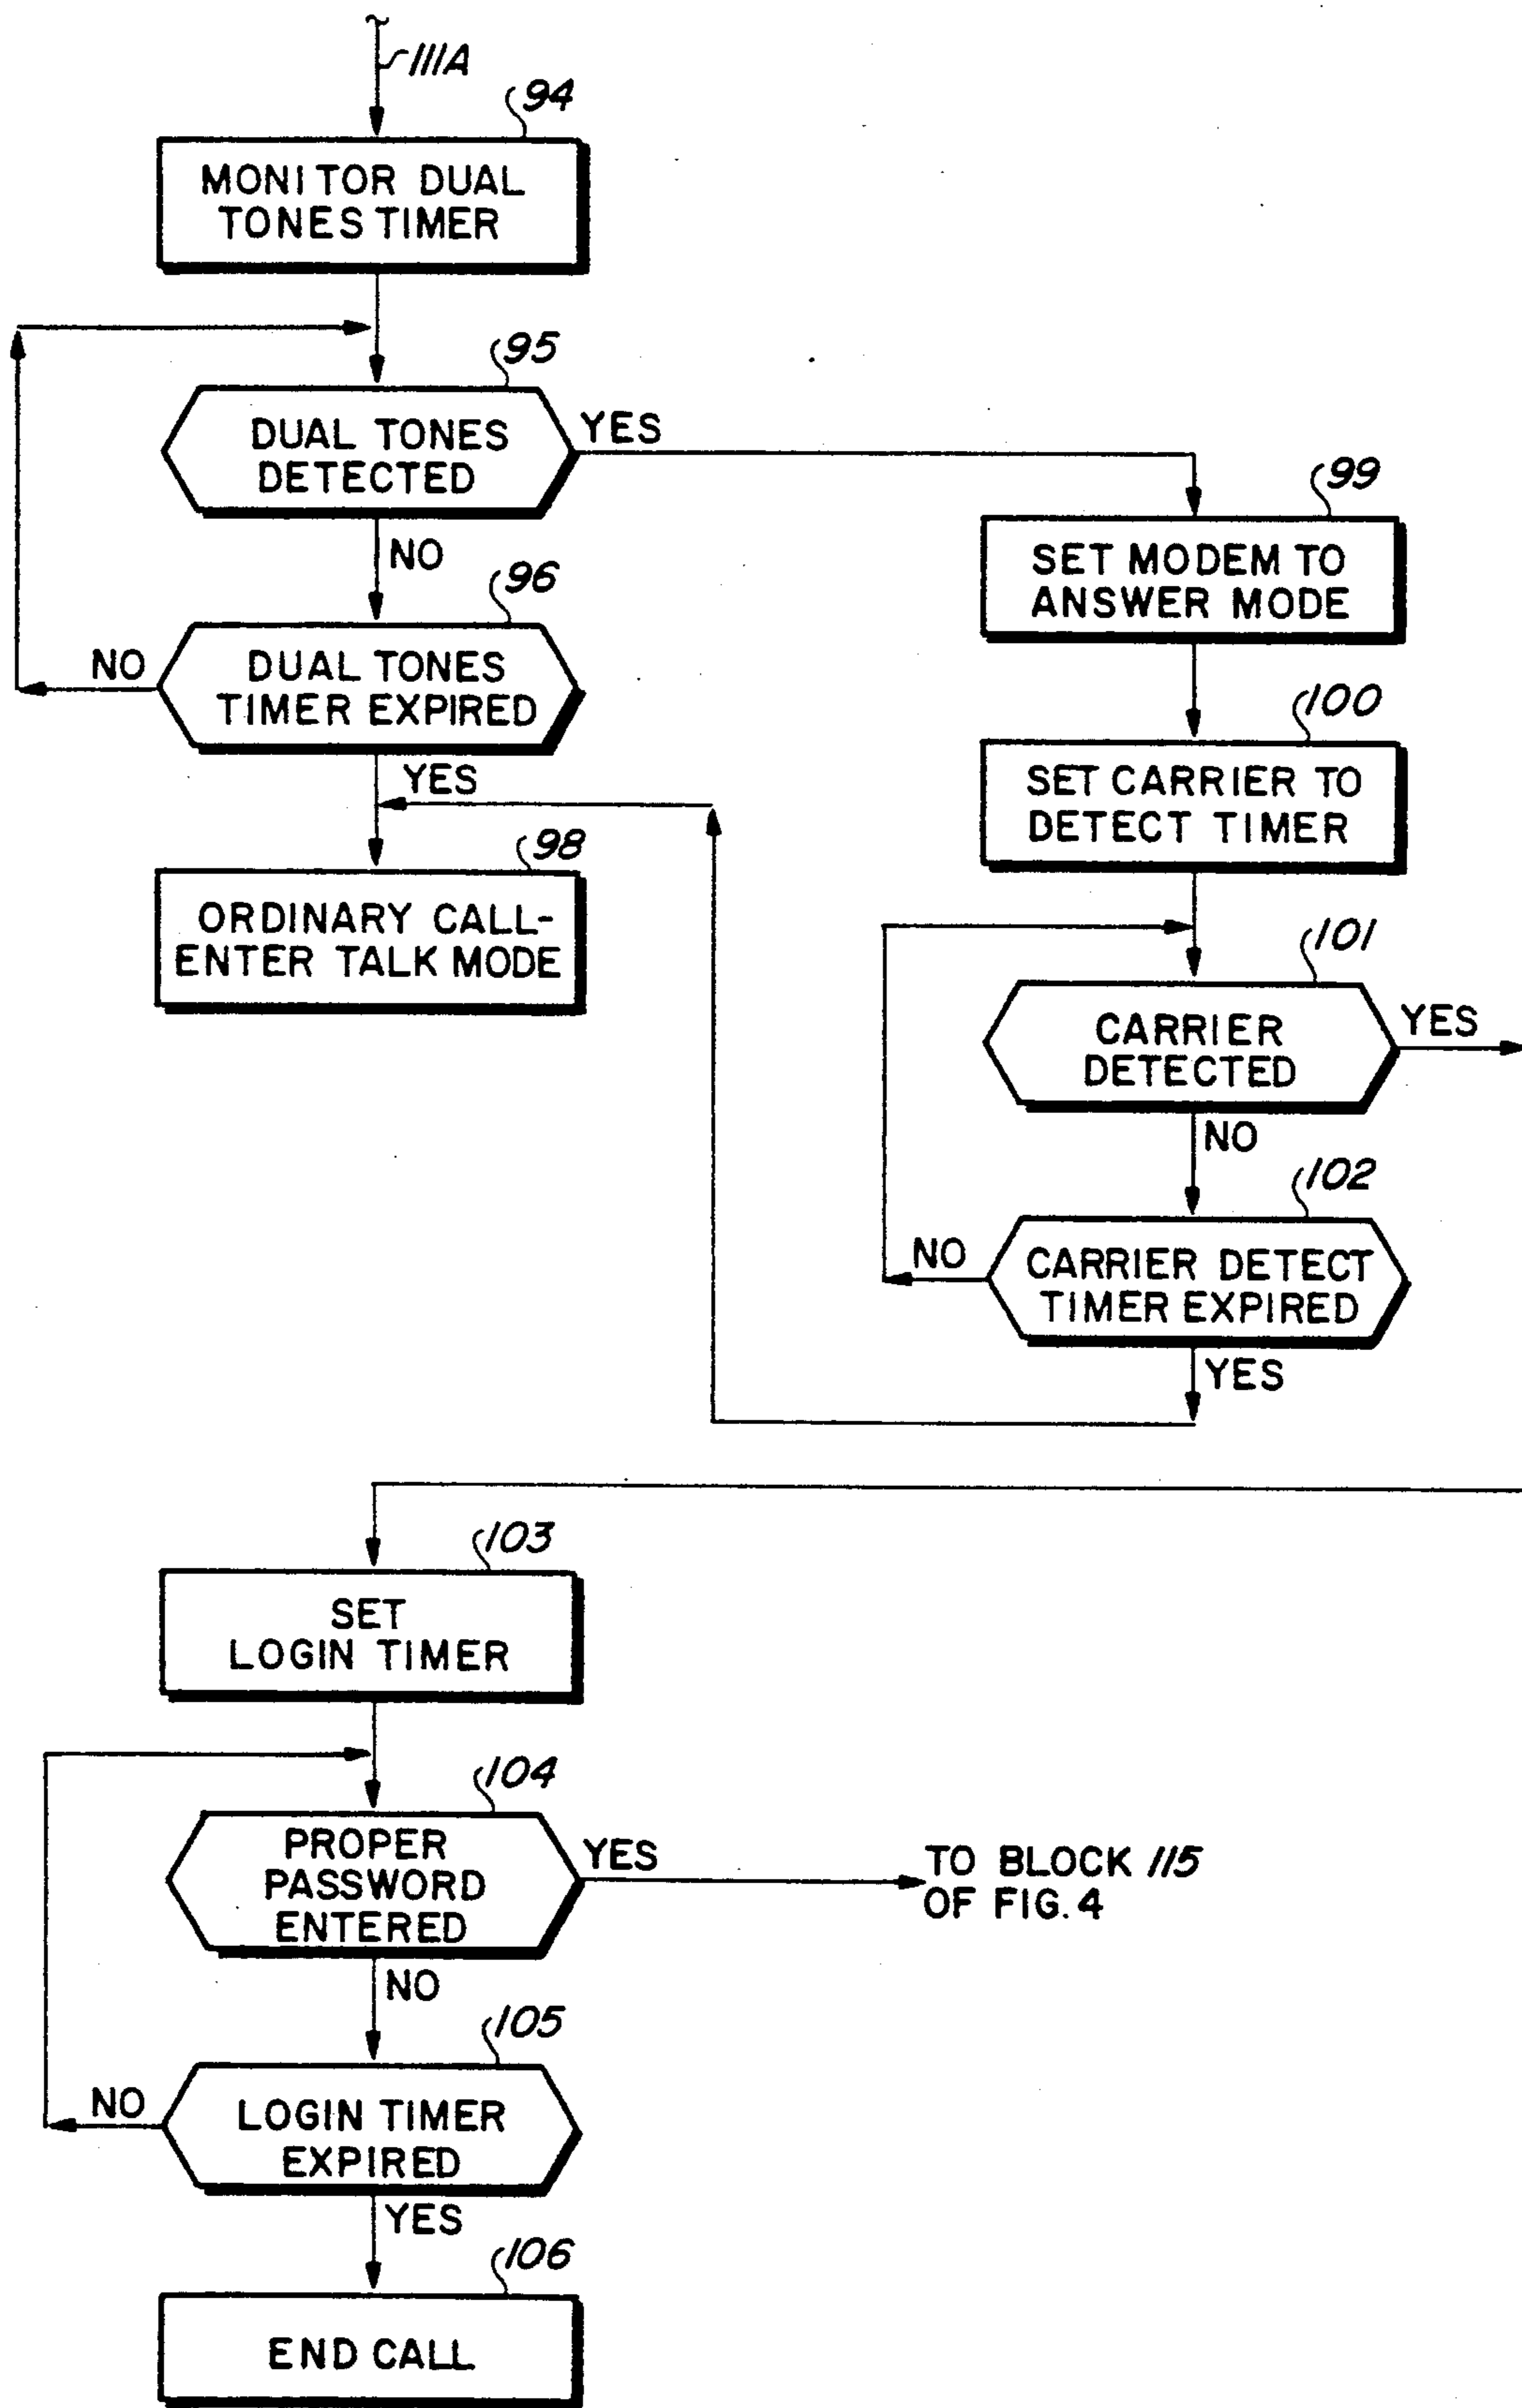 111A
94
MONITOR DUAL
TONES TIMER
95
DUAL TONES
DETECTED
YES
NO
96
DUAL TONES
TIMER EXPIRED
NO
YES
98
ORDINARY CALL-
ENTER TALK MODE
99
SET MODEM TO
ANSWER MODE
100
SET CARRIER TO
DETECT TIMER
101
CARRIER
DETECTED
YES
NO
102
CARRIER DETECT
TIMER EXPIRED
NO
YES
103
SET
LOGIN TIMER
104
PROPER
PASSWORD
ENTERED
YES
TO BLOCK 115
OF FIG. 4
NO
105
LOGIN TIMER
EXPIRED
NO
YES
106
END CALL